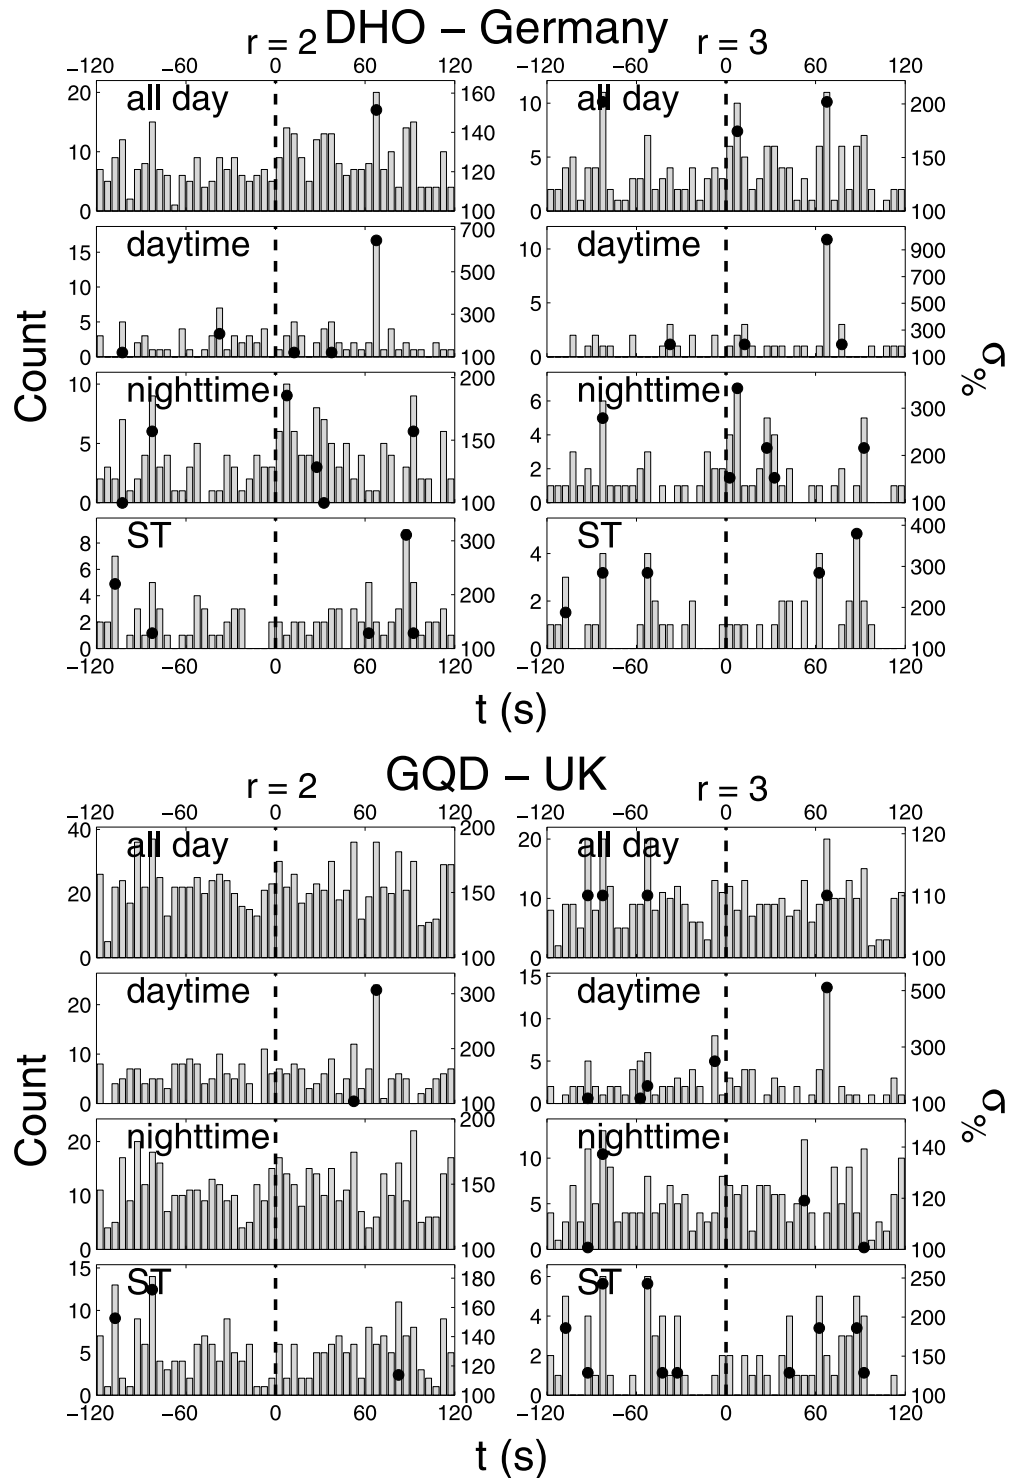 DHO – Germany
r = 2 r = 3
−120 −60 0 60 120 −120 −60 0 60 120
all day all day
20 10 0 160 140 120 100 10 5 0 200 150 100
daytime daytime
15 10 5 0 700 500 300 100 10 5 0 900 700 500 300 100
nighttime nighttime
10 5 0 200 150 100 6 4 2 0 300 200 100
ST ST
8 6 4 2 0 300 200 100 4 2 0 400 300 200 100
−120 −60 0 60 120 −120 −60 0 60 120
Count
σ%
t (s)
GQD – UK
r = 2 r = 3
−120 −60 0 60 120 −120 −60 0 60 120
all day all day
40 20 0 200 150 100 20 10 0 120 110 100
daytime daytime
20 10 0 300 200 100 15 10 5 0 500 300 100
nighttime nighttime
20 10 0 200 150 100 10 5 0 140 120 100
ST ST
15 10 5 0 180 160 140 120 100 6 4 2 0 250 200 150 100
−120 −60 0 60 120 −120 −60 0 60 120
Count
σ%
t (s)